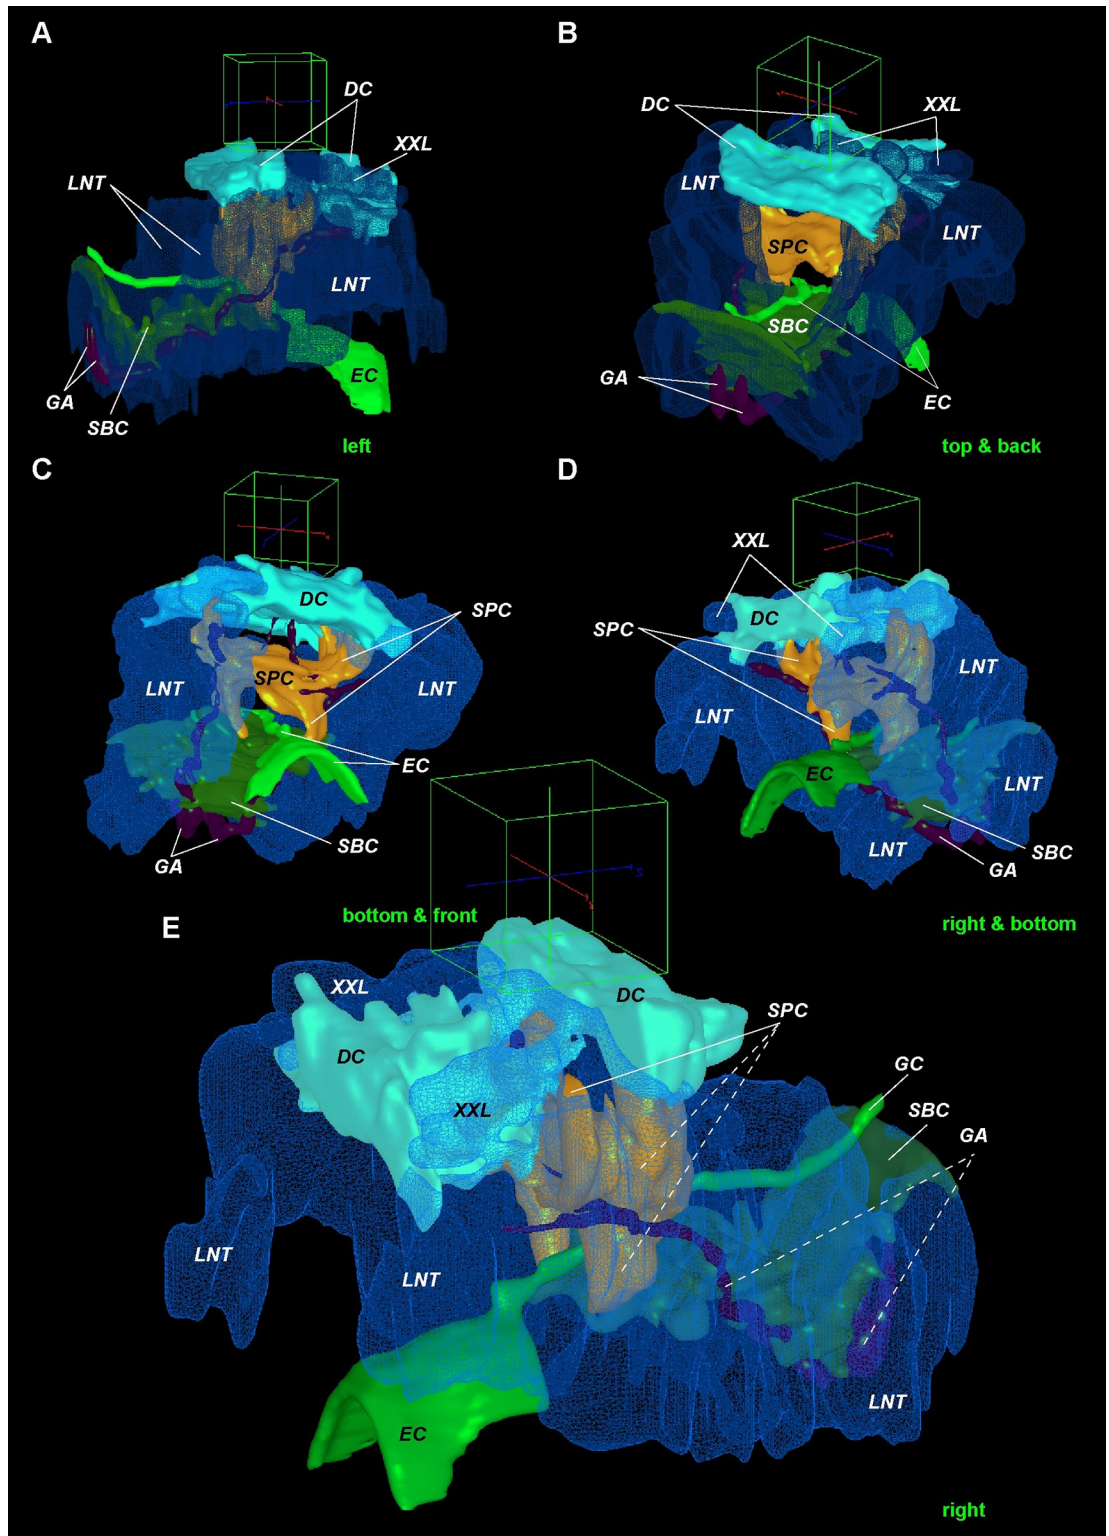 A
DC
XXL
LNT
LNT
EC
GA
SBC
left
B
DC
XXL
LNT
LNT
SPC
SBC
GA
EC
top & back
C
DC
SPC
SPC
LNT
LNT
EC
SBC
GA
bottom & front
D
XXL
DC
SPC
LNT
LNT
EC
LNT
SBC
LNT
GA
right & bottom
E
XXL
DC
SPC
DC
GC
SBC
XXL
GA
LNT
LNT
LNT
EC
right